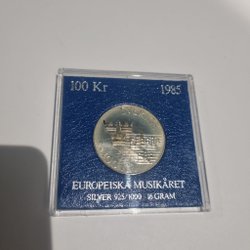 100 Kr 1985
EUROPEISKA MUSIKÅRET
SILVER 925/1000 16 GRAM